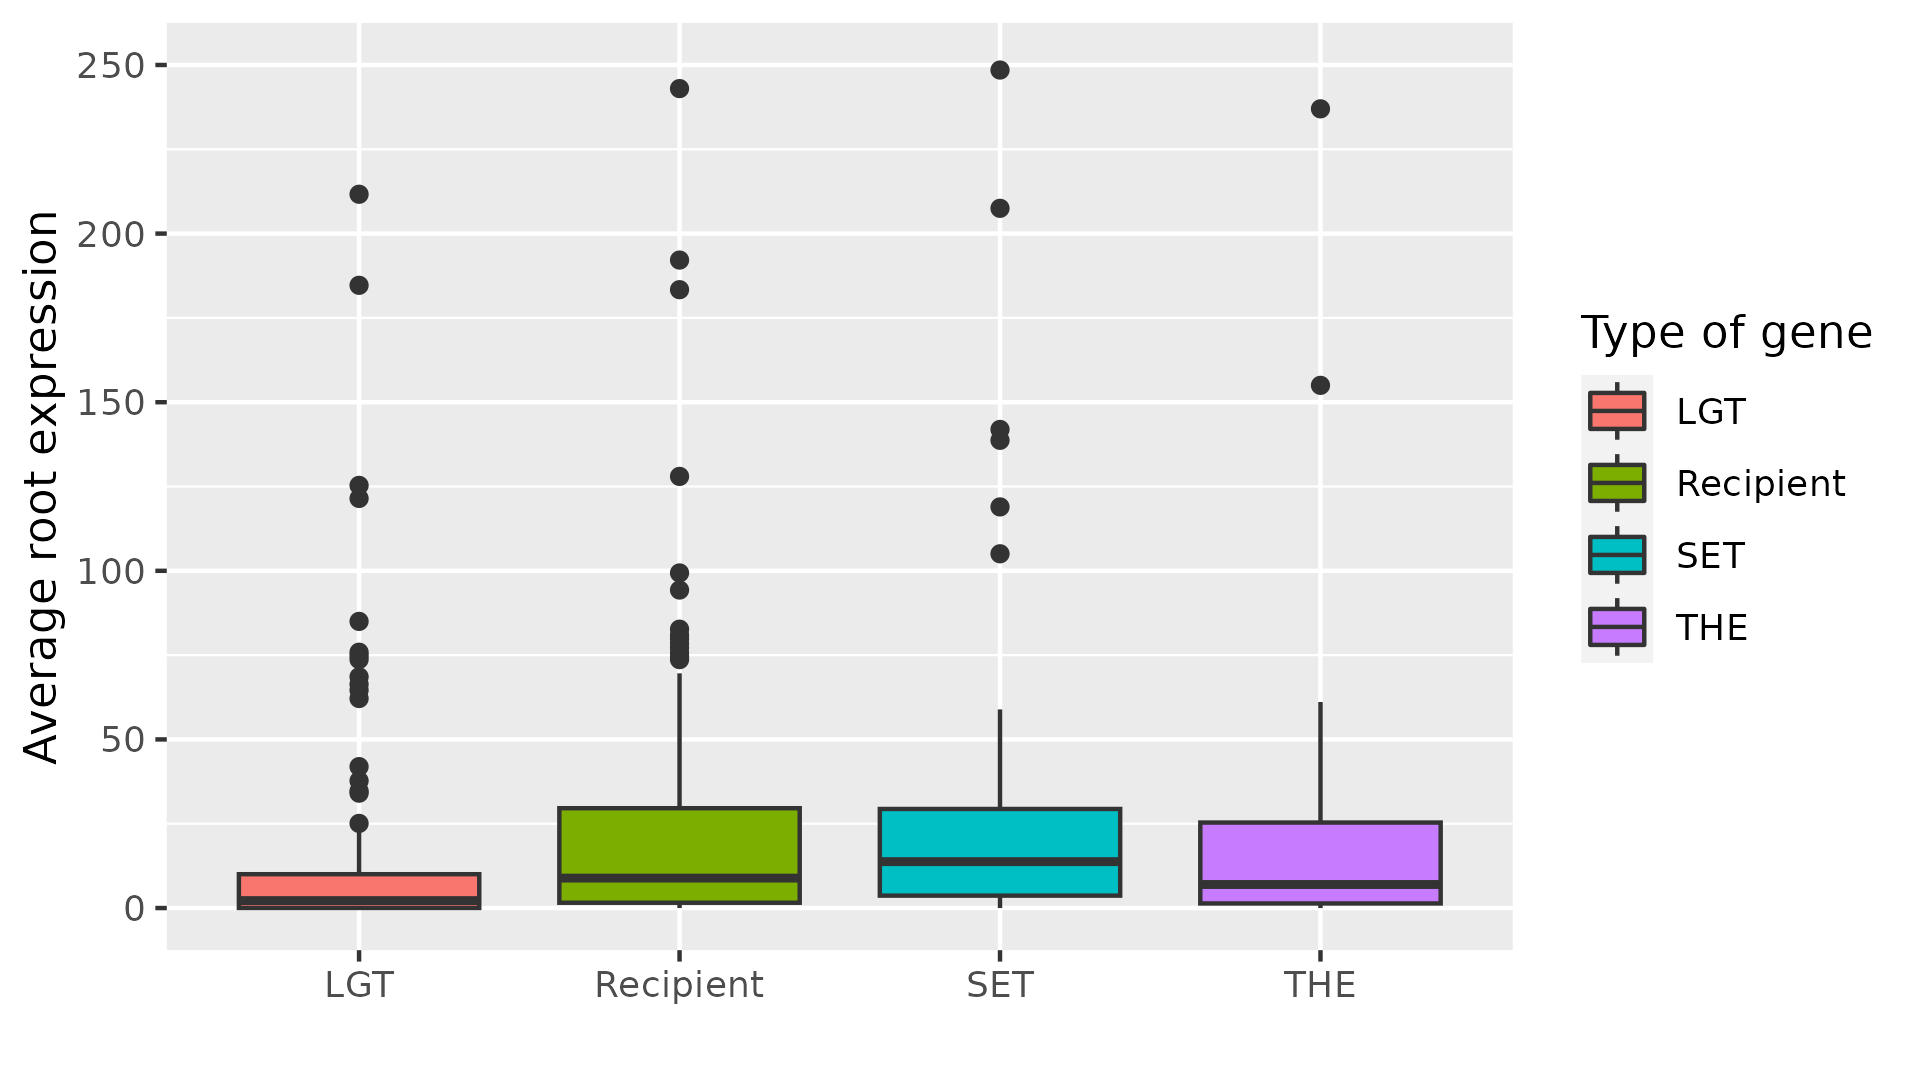 Average root expression
250
200
150
100
50
0
LGT
Recipient
SET
THE
Type of gene
LGT
Recipient
SET
THE